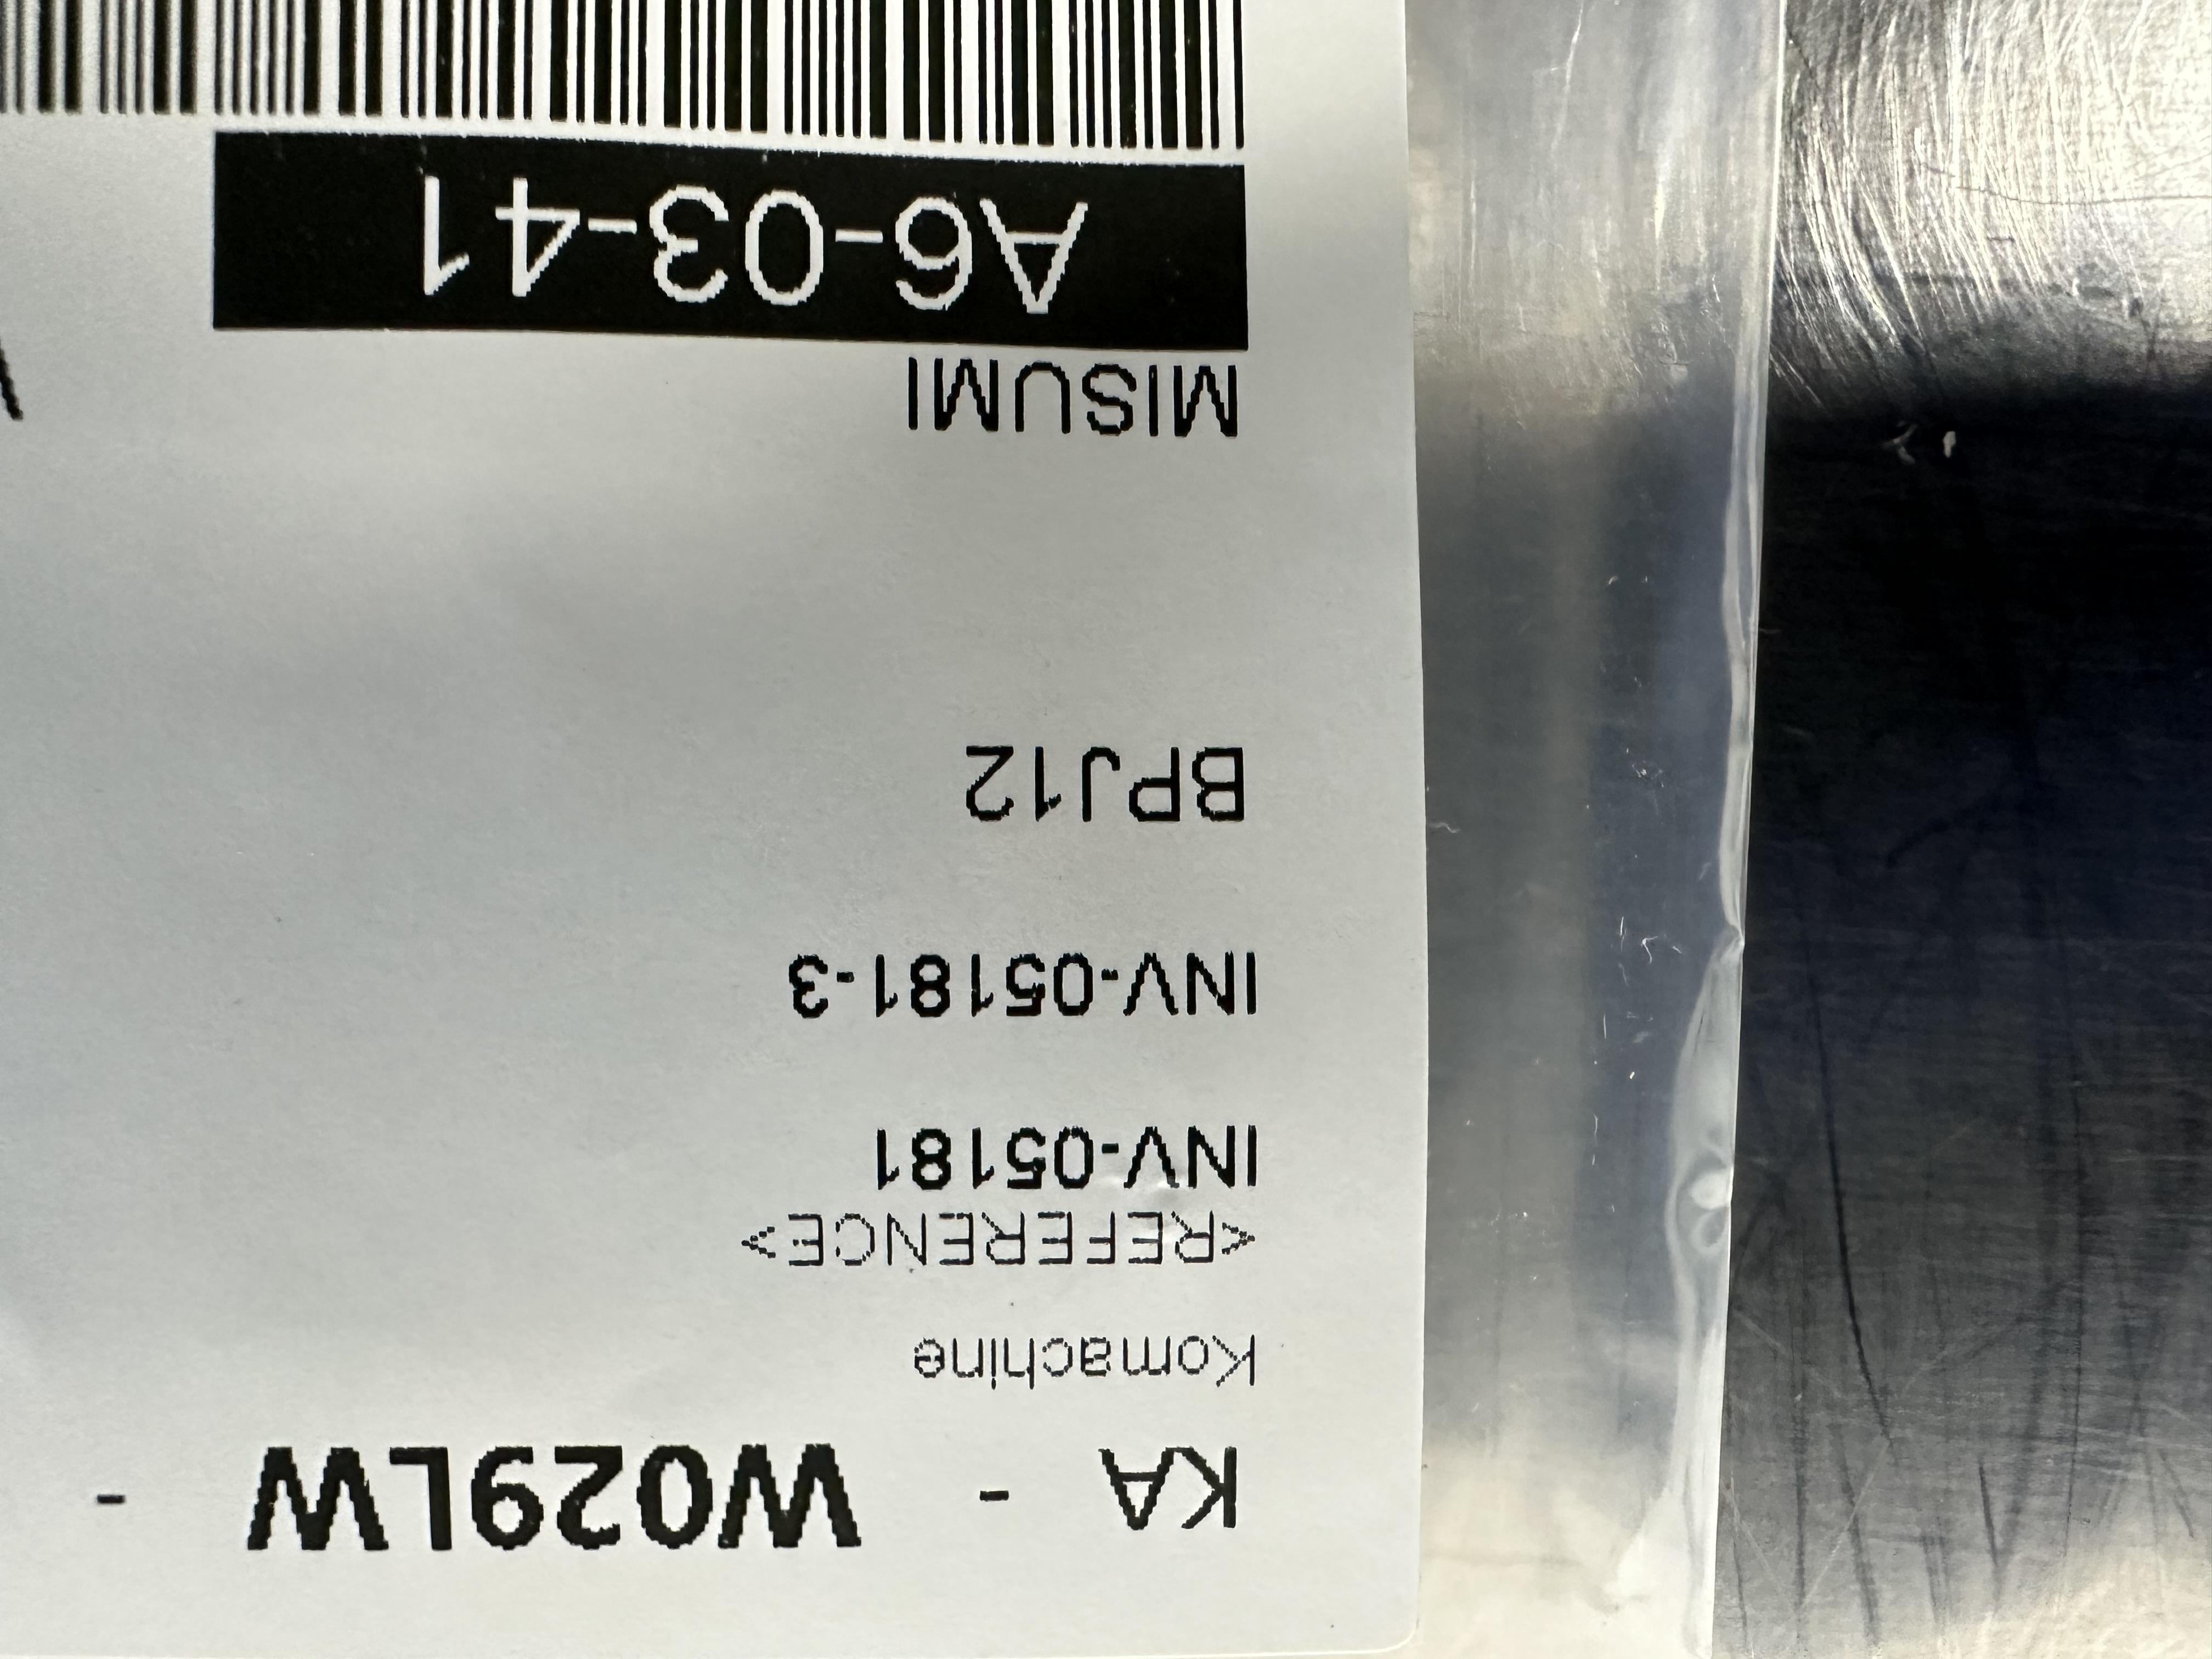 KA - W029LW -
Komachine
<REFERENCE>
INV-05181
INV-05181-3
BPJ12
MISUMI
A6-03-41